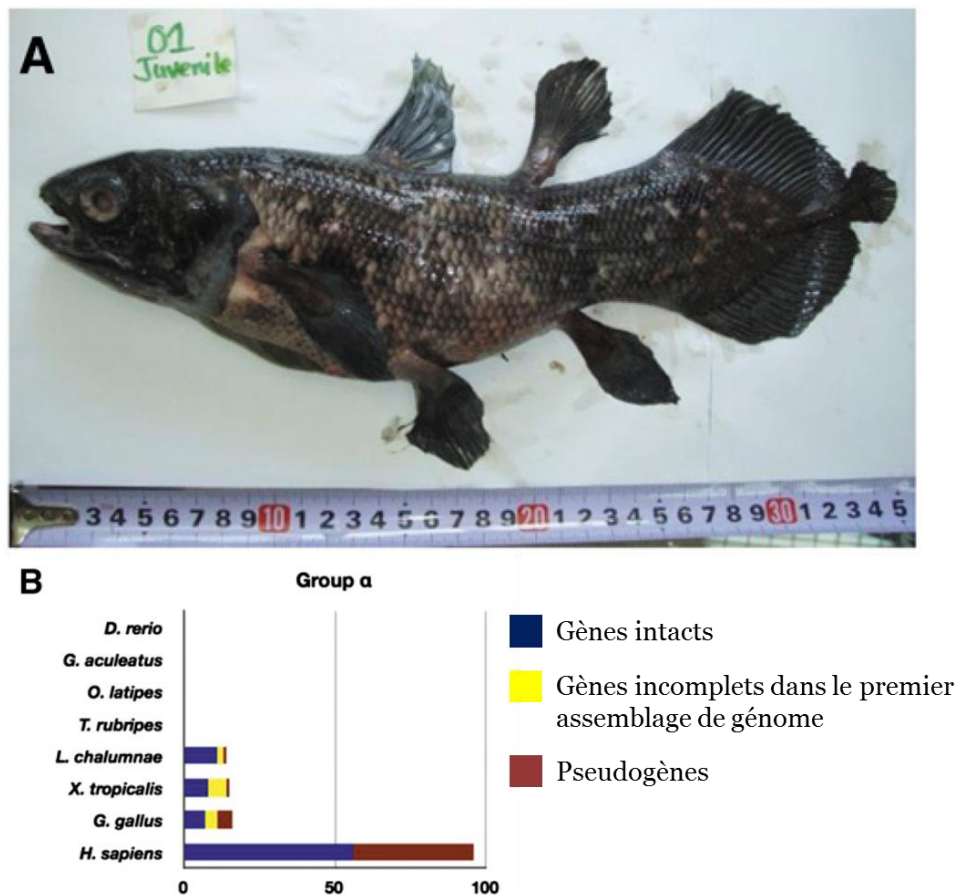 A
01
Juvenile
3 4 5 6 7 8 9 10 1 2 3 4 5 6 7 8 9 20 1 2 3 4 5 6 7 8 9 30 1 2 3 4 5
B
Group α
D. rerio
G. aculeatus
O. latipes
T. rubripes
L. chalumnae
X. tropicalis
G. gallus
H. sapiens
0 50 100
Gènes intacts
Gènes incomplets dans le premier
assemblage de génome
Pseudogènes